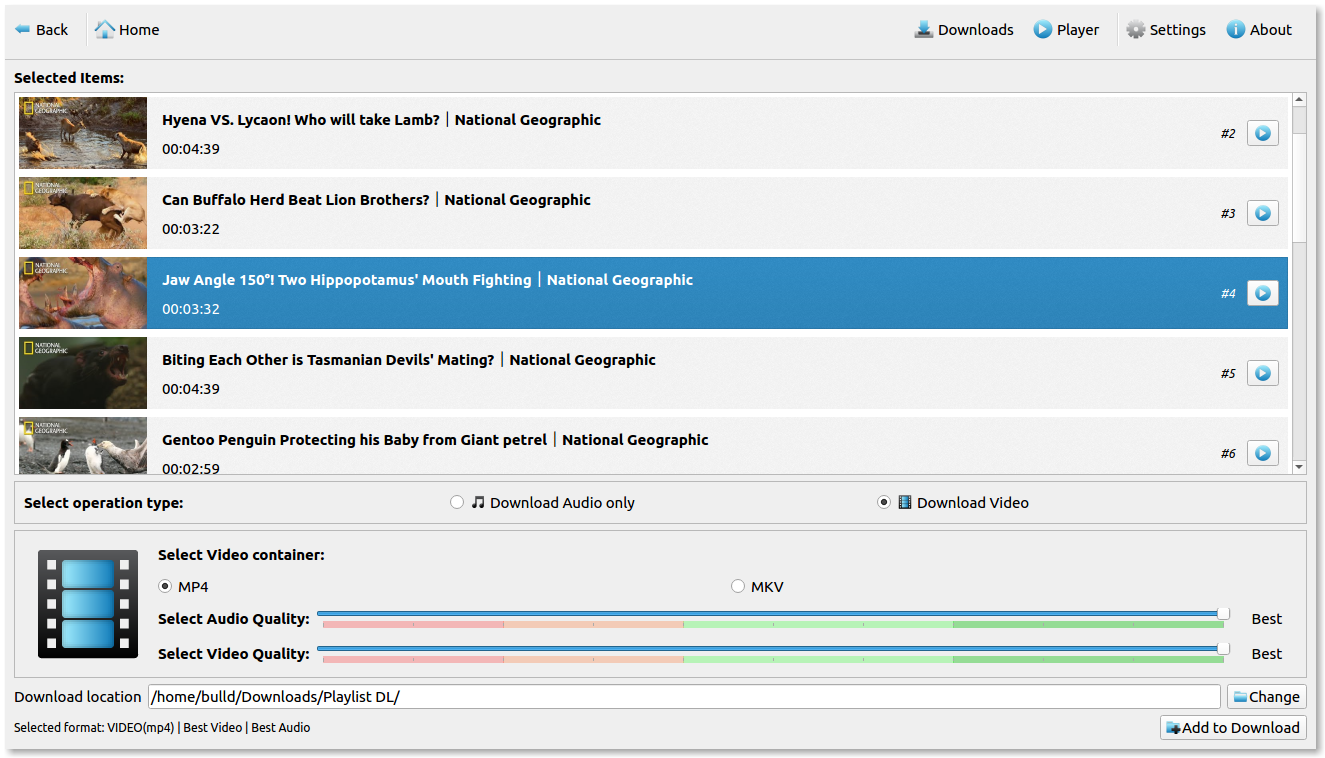 Back Home Downloads Player Settings About
Selected Items:
NATIONAL GEOGRAPHIC
Hyena VS. Lycaon! Who will take Lamb? | National Geographic
00:04:39
#2
NATIONAL GEOGRAPHIC
Can Buffalo Herd Beat Lion Brothers? | National Geographic
00:03:22
#3
NATIONAL GEOGRAPHIC
Jaw Angle 150°! Two Hippopotamus' Mouth Fighting | National Geographic
00:03:32
#4
NATIONAL GEOGRAPHIC
Biting Each Other is Tasmanian Devils' Mating? | National Geographic
00:04:39
#5
NATIONAL GEOGRAPHIC
Gentoo Penguin Protecting his Baby from Giant petrel | National Geographic
00:02:59
#6
Select operation type: Download Audio only Download Video
Select Video container:
MP4 MKV
Select Audio Quality: Best
Select Video Quality: Best
Download location /home/bulld/Downloads/Playlist DL/ Change
Selected format: VIDEO(mp4) | Best Video | Best Audio Add to Download